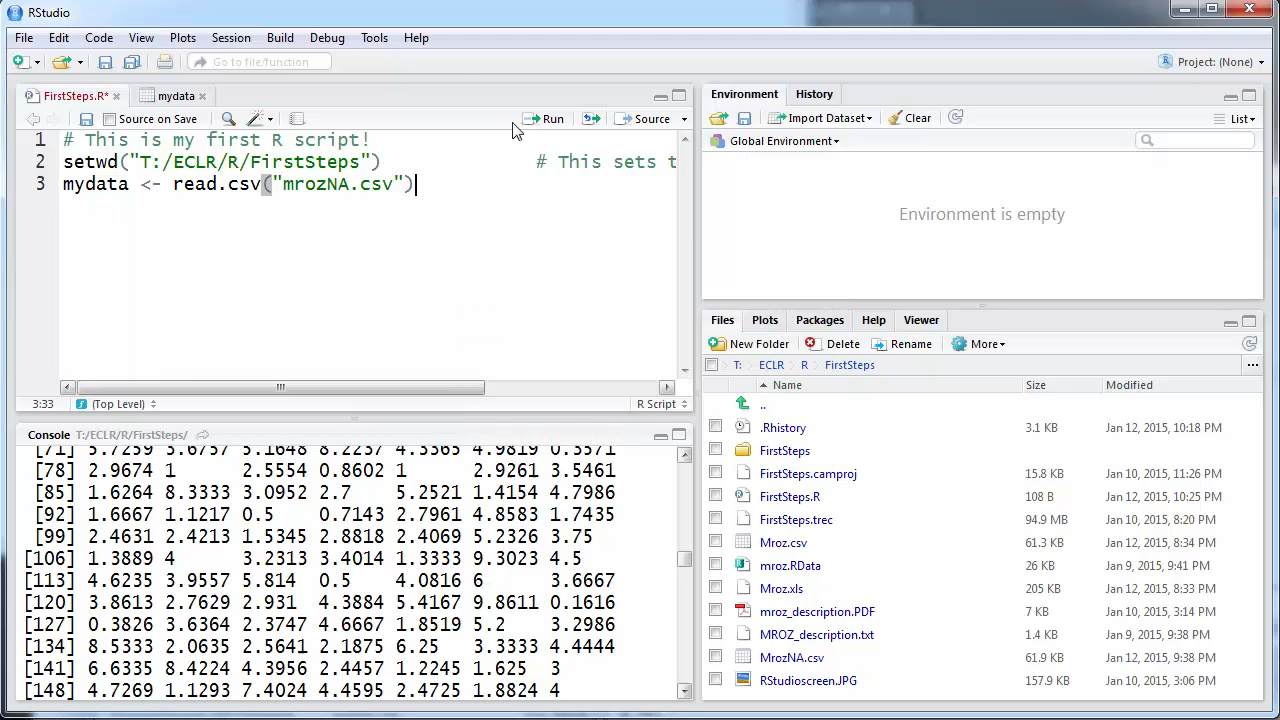 RStudio
File Edit Code View Plots Session Build Debug Tools Help
Go to file/function Project: (None)
FirstSteps.R* mydata
Source on Save Run Source
1 # This is my first R script!
2 setwd("T:/ECLR/R/FirstSteps") # This sets t
3 mydata <- read.csv("mrozNA.csv")
3:33 (Top Level) R Script
Console T:/ECLR/R/FirstSteps/
[71] 5.7259 3.6757 5.1648 8.2237 4.3365 4.9819 0.3571
[78] 2.9674 1 2.5554 0.8602 1 2.9261 3.5461
[85] 1.6264 8.3333 3.0952 2.7 5.2521 1.4154 4.7986
[92] 1.6667 1.1217 0.5 0.7143 2.7961 4.8583 1.7435
[99] 2.4631 2.4213 1.5345 2.8818 2.4069 5.2326 3.75
[106] 1.3889 4 3.2313 3.4014 1.3333 9.3023 4.5
[113] 4.6235 3.9557 5.814 0.5 4.0816 6 3.6667
[120] 3.8613 2.7629 2.931 4.3884 5.4167 9.8611 0.1616
[127] 0.3826 3.6364 2.3747 4.6667 1.8519 5.2 3.2986
[134] 8.5333 2.0635 2.5641 2.1875 6.25 3.3333 4.4444
[141] 6.6335 8.4224 4.3956 2.4457 1.2245 1.625 3
[148] 4.7269 1.1293 7.4024 4.4595 2.4725 1.8824 4
Environment History
Import Dataset Clear List
Global Environment
Environment is empty
Files Plots Packages Help Viewer
New Folder Delete Rename More
T: ECLR R FirstSteps ...
Name Size Modified
..
.Rhistory 3.1 KB Jan 12, 2015, 10:18 PM
FirstSteps
FirstSteps.camproj 15.8 KB Jan 10, 2015, 11:26 PM
FirstSteps.R 108 B Jan 12, 2015, 10:25 PM
FirstSteps.trec 94.9 MB Jan 10, 2015, 8:20 PM
Mroz.csv 61.3 KB Jan 12, 2015, 8:34 PM
mroz.RData 26 KB Jan 9, 2015, 9:41 PM
Mroz.xls 205 KB Jan 12, 2015, 8:33 PM
mroz_description.PDF 7 KB Jan 10, 2015, 3:14 PM
MROZ_description.txt 1.4 KB Jan 9, 2015, 9:38 PM
MrozNA.csv 61.9 KB Jan 12, 2015, 9:38 PM
RStudioscreen.JPG 157.9 KB Jan 10, 2015, 3:06 PM